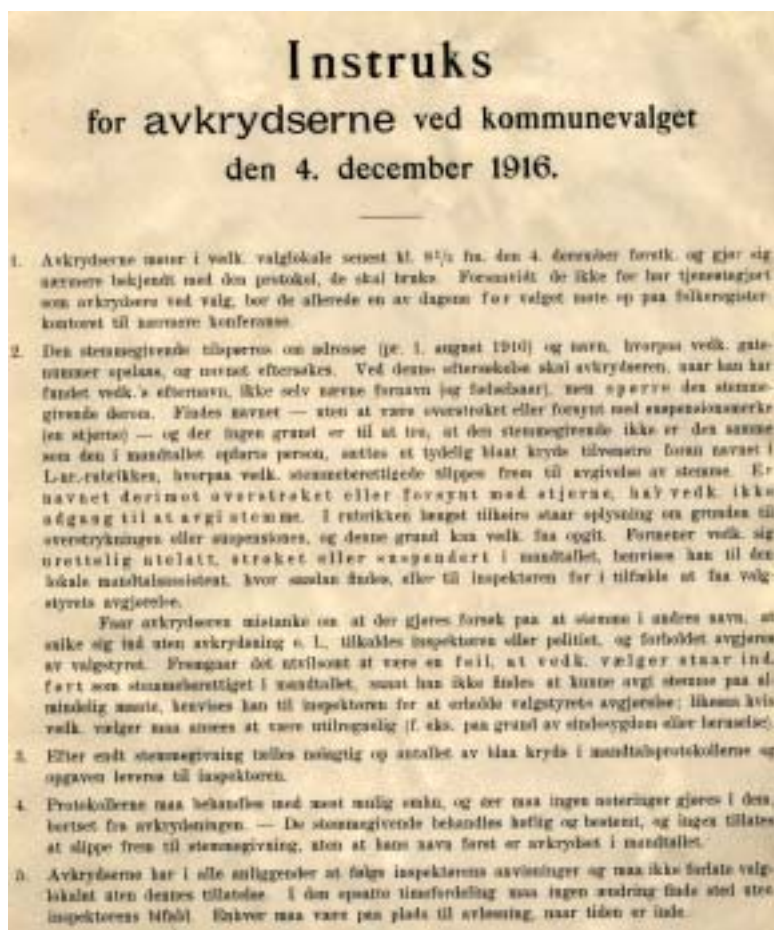 Instruks
for avkrydserne ved kommunevalget
den 4. december 1916.
1. Avkrydserne møter i vedk. valglokale senest kl. 8½ fm. den 4. december førstk. og gjør sig
nærmere bekjendt med den protokol, de skal bruke. Forsaavidt de ikke før har tjenestegjort
som avkrydsere ved valg, bør de allerede en av dagene før valget møte op paa folkeregister-
kontoret til nærmere konferanse.
2. Den stemmegivende tilspørres om adresse (pr. 1. august 1916) og navn, hvorpaa vedk. gate-
nummer opslaaes, og navnet eftersøkes. Ved denne eftersøkelse skal avkrydseren, naar han har
fundet vedk.'s efternavn, ikke selv nævne fornavn (og fødselsaar), men spørre den stemme-
givende derom. Findes navnet — uten at være overstrøket eller forsynt med suspensionsmerke
(en stjerne) — og der ingen grund er til at tro, at den stemmegivende ikke er den samme
som den i mandtallet opførte person, sættes et tydelig blaat kryds tilvenstre foran navnet i
L.nr.-rubrikken, hvorpaa vedk. stemmeberettigede slippes frem til avgivelse av stemme. Er
navnet derimot overstrøket eller forsynt med stjerne, har vedk. ikke
adgang til at avgi stemme. I rubrikken længst tilhøire staar oplysning om grunden til
overstrykningen eller suspensionen, og denne grund kan vedk. faa opgit. Formener vedk. sig
urettelig utelatt, strøket eller suspendert i mandtallet, henvises han til den
lokale mandtalsassistent, hvor saadan findes, eller til inspektøren for i tilfælde at faa valg-
styrets avgjørelse.
Faar avkrydseren mistanke om at der gjøres forsøk paa at stemme i andres navn, at
snike sig ind uten avkrydsning e. l., tilkaldes inspektøren eller politiet, og forholdet avgjøres
av valgstyret. Fremgaar det utvilsomt at være en feil, at vedk. vælger staar ind-
ført som stemmeberettiget i mandtallet, samt han ikke findes at kunne avgi stemme paa al-
mindelig maate, henvises han til inspektøren for at erholde valgstyrets avgjørelse; likesaa hvis
vedk. vælger maa ansees at være utilregnelig (f. eks. paa grund av sindssygdom eller beruselse).
3. Efter endt stemmegivning tælles nøiagtig op antallet av blaa kryds i mandtalsprotokollerne og
opgaven leveres til inspektøren.
4. Protokollerne maa behandles med mest mulig omhu, og der maa ingen noteringer gjøres i dem,
bortset fra avkrydsningen. — De stemmegivende behandles høflig og bestemt, og ingen tillates
at slippe frem til stemmegivning, uten at hans navn først er avkrydset i mandtallet.
5. Avkrydserne har i alle anliggender at følge inspektørens anvisninger og maa ikke forlate valg-
lokalet uten dennes tillatelse. I den opsatte timefordeling maa ingen ændring finde sted uten
inspektørens bifald. Enhver maa være paa plads til avløsning, naar tiden er inde.